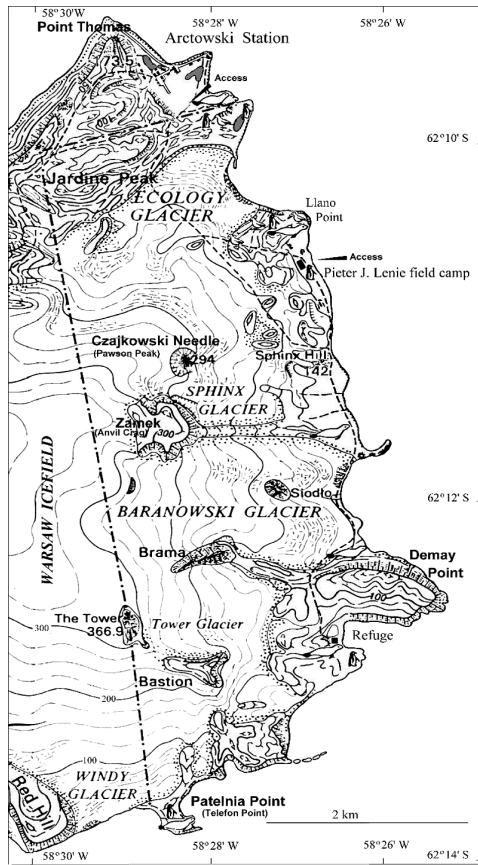 58°30' W
58°28' W
58°26' W
Point Thomas
Arctowski Station
73.5
Access
100
62°10' S
Jardine Peak
ECOLOGY
GLACIER
Llano
Point
Access
Pieter J. Lenie field camp
Czajkowski Needle
(Pawson Peak)
294
Sphinx Hill
142
SPHINX
GLACIER
Zamek
(Anvil Crag)
300
WARSAW ICEFIELD
Siodło
62°12' S
BARANOWSKI GLACIER
Brama
Demay
Point
100
The Tower
366.9
Tower Glacier
Refuge
300
Bastion
200
100
WINDY
GLACIER
Red Hill
Patelnia Point
(Telefon Point)
2 km
58°30' W
58°28' W
58°26' W
62°14' S